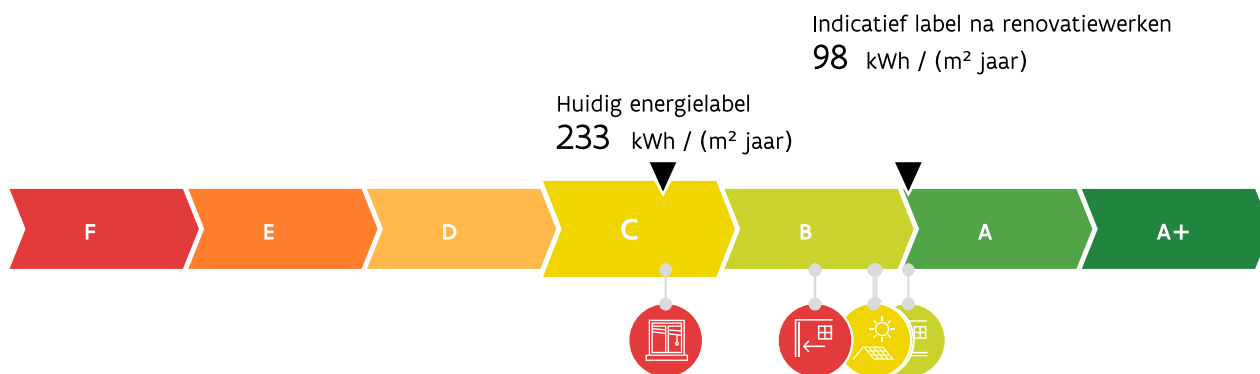 Indicatief label na renovatiewerken
98 kWh / (m² jaar)
Huidig energielabel
233 kWh / (m² jaar)
F E D C B A A+